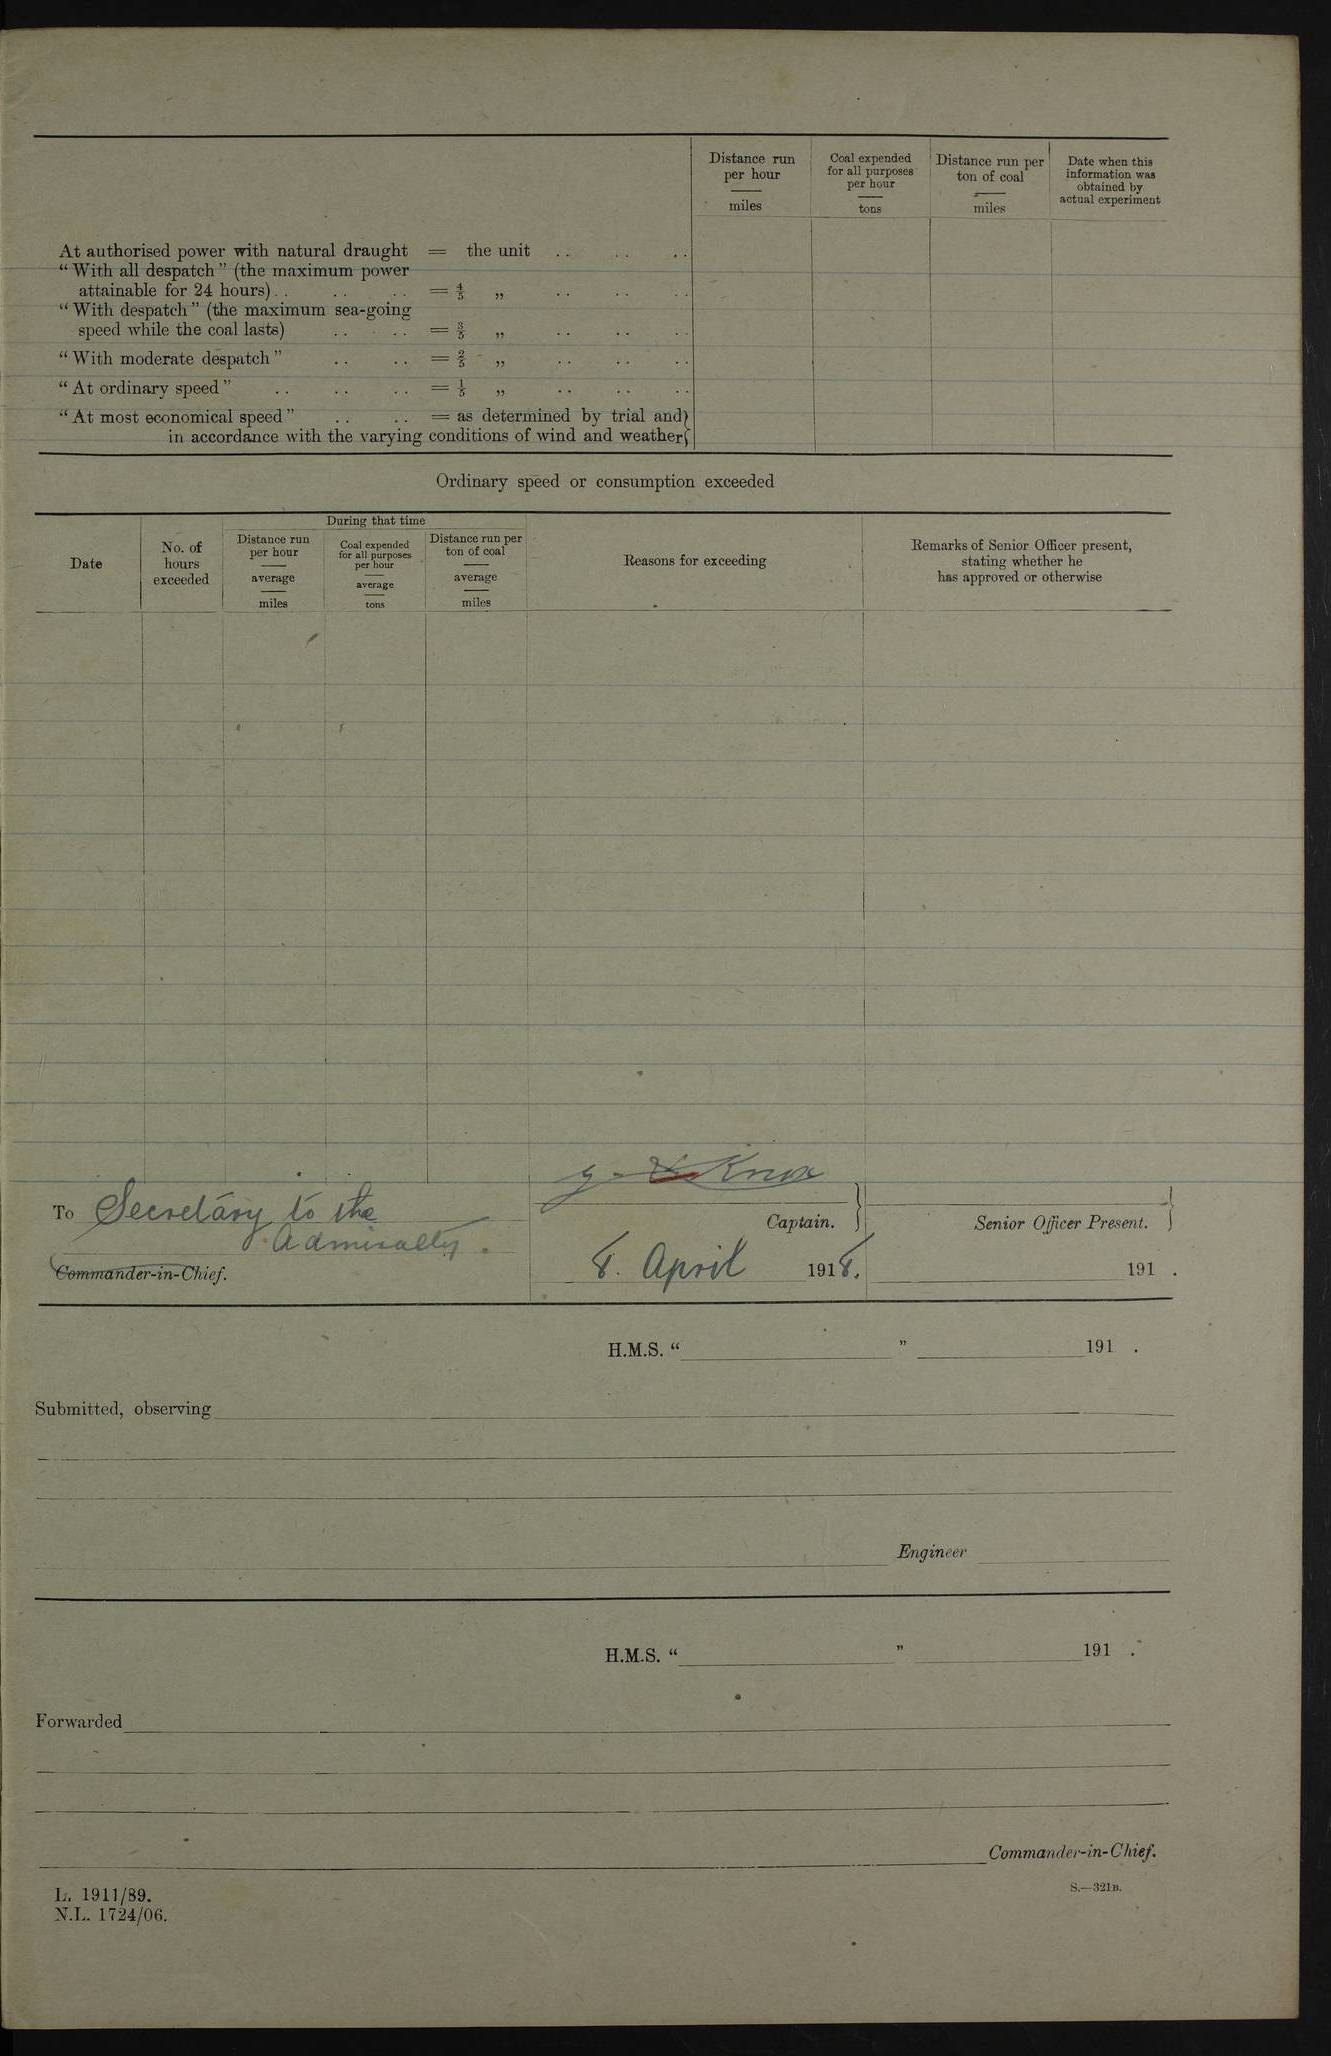 Distance run
per hour
miles
Coal expended
for all purposes
per hour
tons
Distance run per
ton of coal
miles
Date when this
information was
obtained by
actual experiment
At authorised power with natural draught = the unit .. .. ..
“With all despatch” (the maximum power
attainable for 24 hours) .. .. .. = 4/5 „ .. .. ..
“With despatch” (the maximum sea-going
speed while the coal lasts) .. .. = 3/5 „ .. .. ..
“With moderate despatch” .. .. = 2/5 „ .. .. ..
“At ordinary speed” .. .. .. = 1/5 „ .. .. ..
“At most economical speed” .. .. = as determined by trial and}
in accordance with the varying conditions of wind and weather{
Ordinary speed or consumption exceeded
Date
No. of
hours
exceeded
During that time
Distance run
per hour
average
miles
Coal expended
for all purposes
per hour
average
tons
Distance run per
ton of coal
average
miles
Reasons for exceeding
Remarks of Senior Officer present,
stating whether he
has approved or otherwise
Knox
To Secretary to the
Admiralty.
Captain.
Senior Officer Present.
Commander-in-Chief.
8. April 1918.
191 .
H.M.S. “ ” 191 .
Submitted, observing
Engineer
H.M.S. “ ” 191 .
Forwarded
Commander-in-Chief.
S.—321B.
L. 1911/89.
N.L. 1724/06.